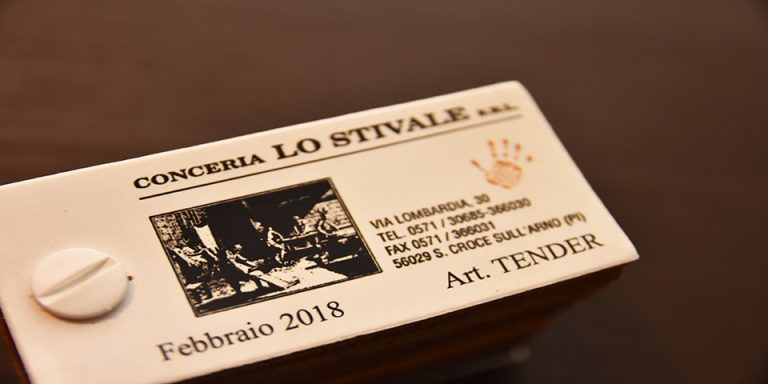 CONCERIA LO STIVALE s.r.l.
VIA LOMBARDIA, 30
TEL. 0571 / 30685-366030
FAX 0571 / 366031
56029 S. CROCE SULL'ARNO (PI)
Art. TENDER
Febbraio 2018